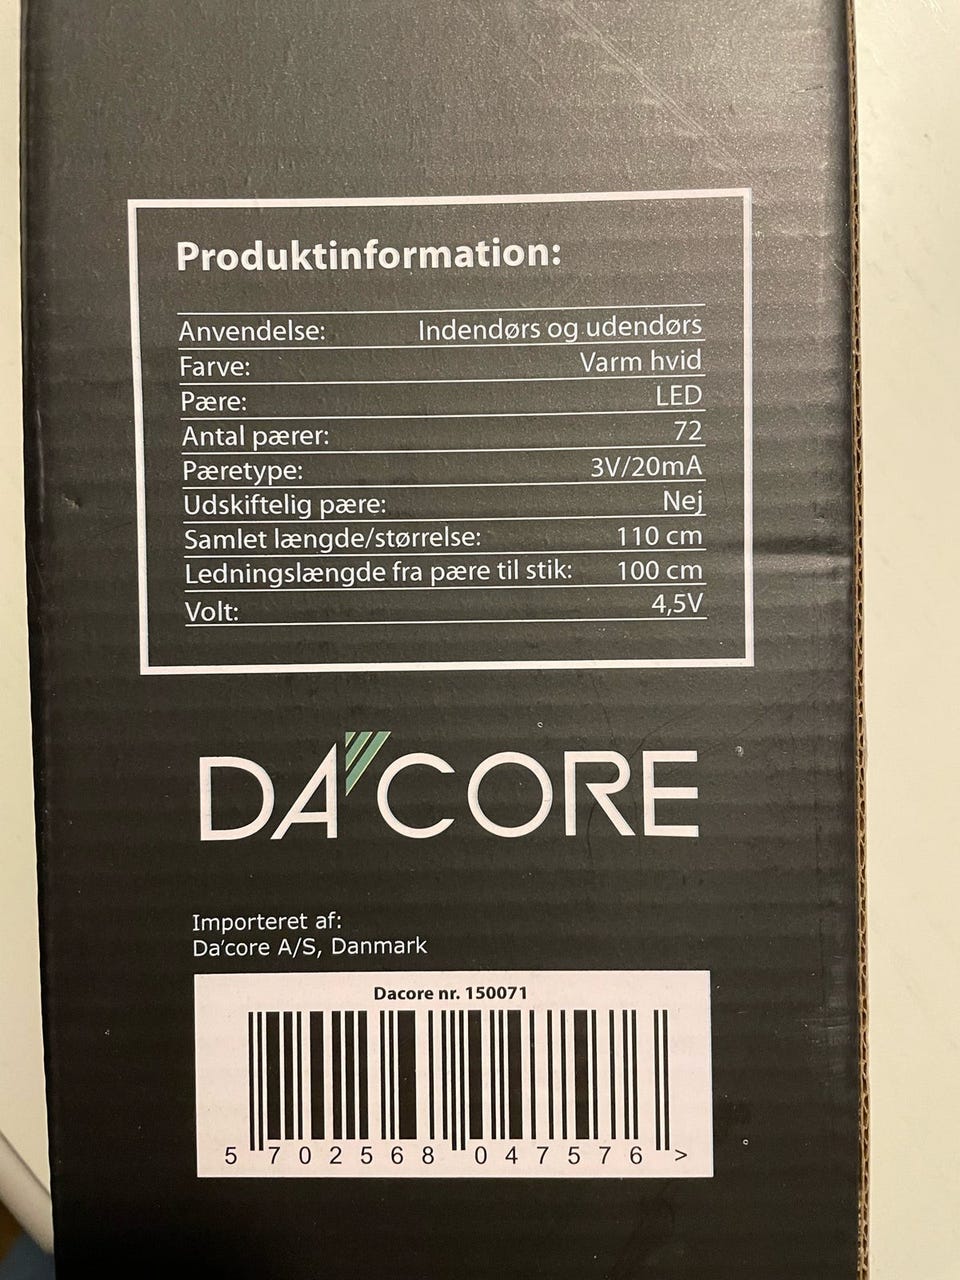 Produktinformation:
Anvendelse: Indendørs og udendørs
Farve: Varm hvid
Pære: LED
Antal pærer: 72
Pæretype: 3V/20mA
Udskiftelig pære: Nej
Samlet længde/størrelse: 110 cm
Ledningslængde fra pære til stik: 100 cm
Volt: 4,5V
DA'CORE
Importeret af:
Da'core A/S, Danmark
Dacore nr. 150071
5 702568 047576 >